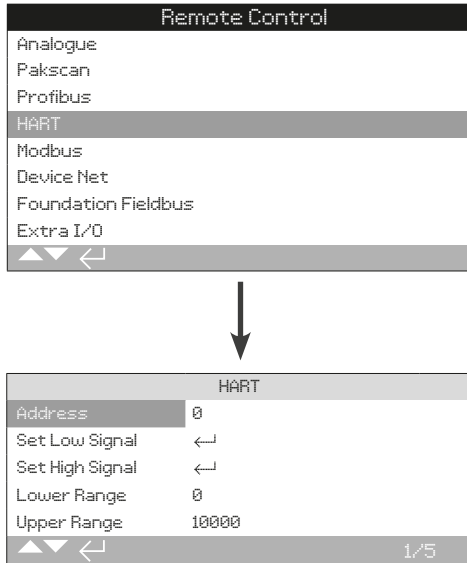 Remote Control
Analogue
Pakscan
Profibus
HART
Modbus
Device Net
Foundation Fieldbus
Extra I/O
HART
Address 0
Set Low Signal
Set High Signal
Lower Range 0
Upper Range 10000
1/5